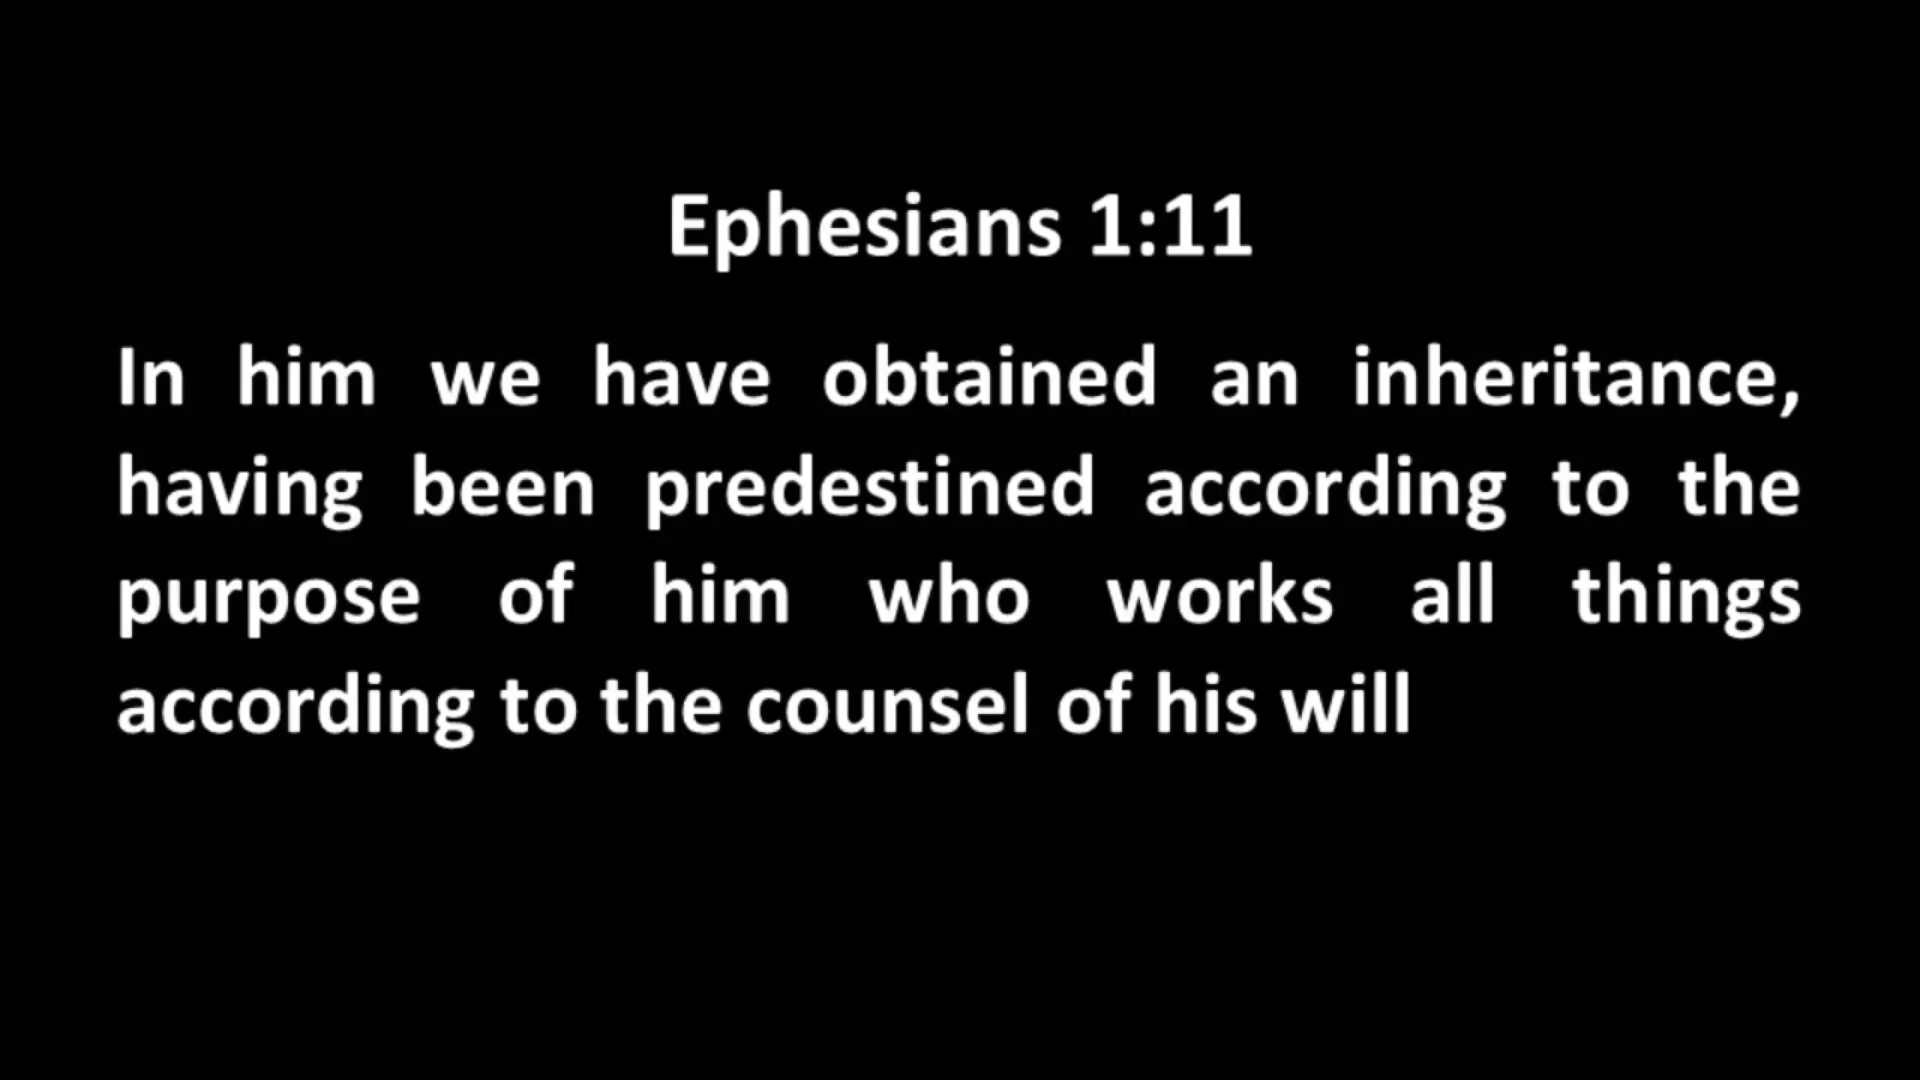 Ephesians 1:11
In him we have obtained an inheritance,
having been predestined according to the
purpose of him who works all things
according to the counsel of his will